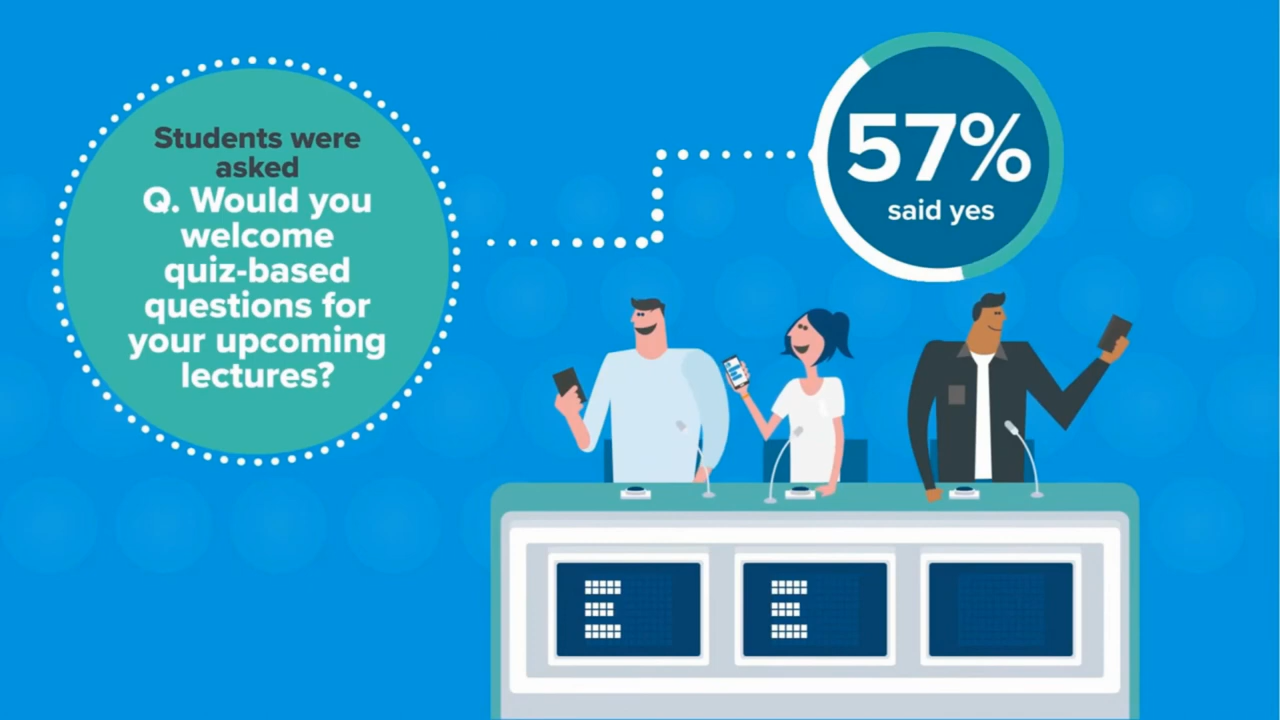 Students were
asked
Q. Would you
welcome
quiz-based
questions for
your upcoming
lectures?
57%
said yes